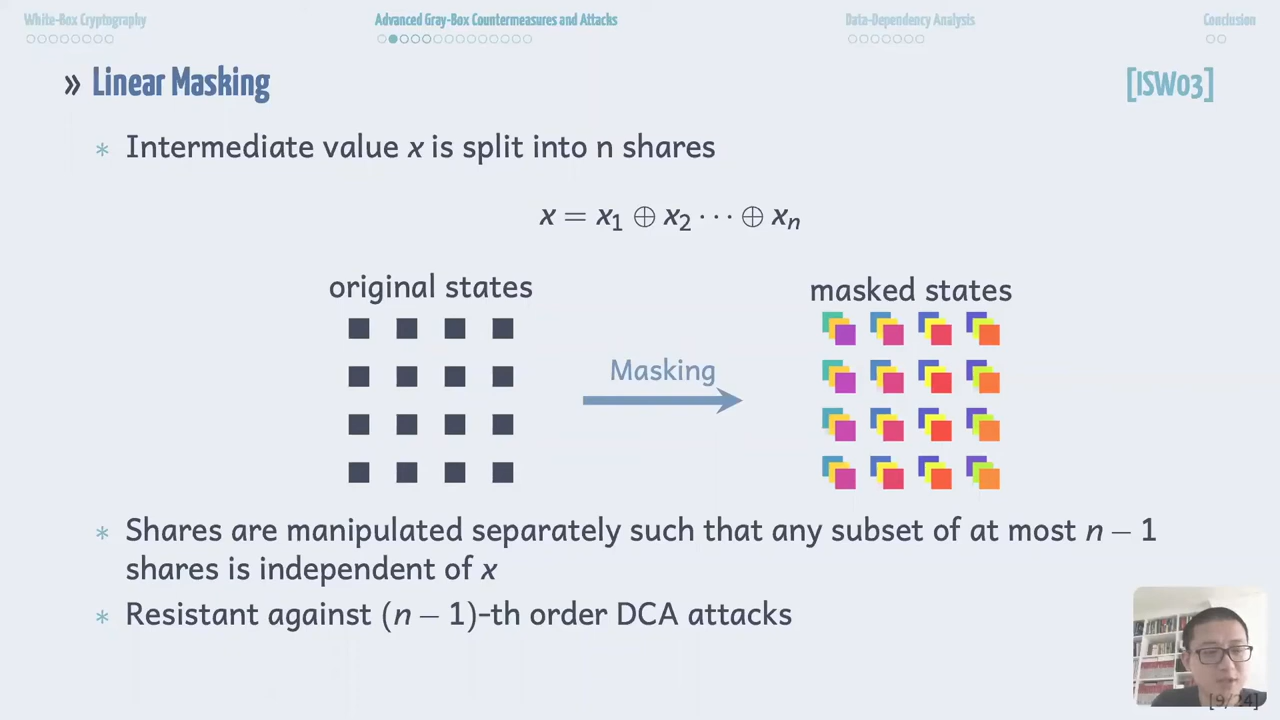 White-Box Cryptography
Advanced Gray-Box Countermeasures and Attacks
Data-Dependency Analysis
Conclusion
» Linear Masking
[ISW03]
* Intermediate value x is split into n shares
x = x₁ ⊕ x₂ ⋯ ⊕ xₙ
original states
masked states
Masking
* Shares are manipulated separately such that any subset of at most n − 1
shares is independent of x
* Resistant against (n − 1)-th order DCA attacks
[9/24]